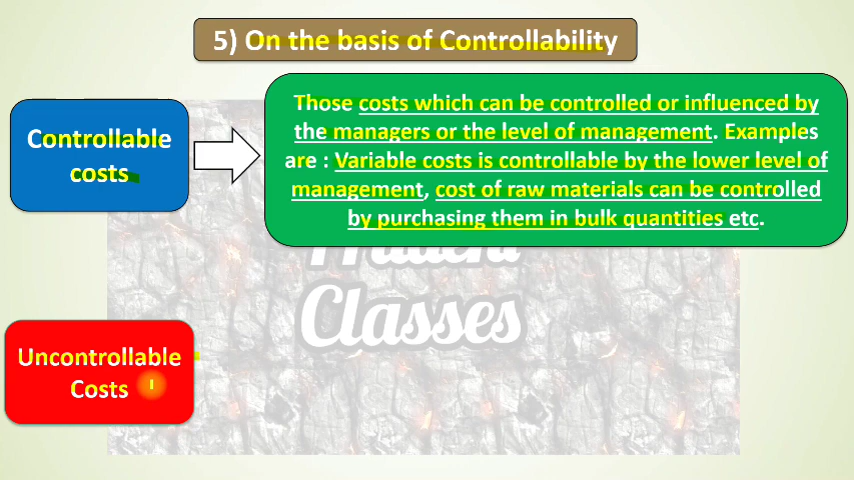 5) On the basis of Controllability
Controllable
costs
Those costs which can be controlled or influenced by
the managers or the level of management. Examples
are : Variable costs is controllable by the lower level of
management, cost of raw materials can be controlled
by purchasing them in bulk quantities etc.
Classes
Uncontrollable
Costs